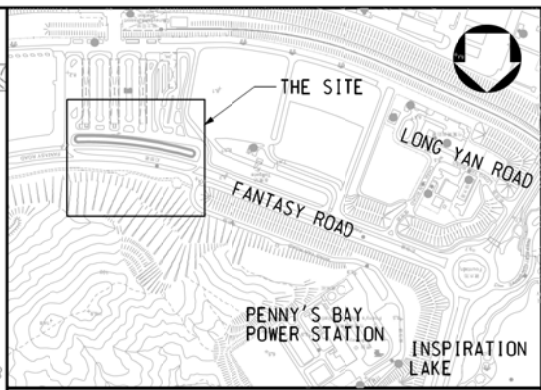 THE SITE
LONG YAN ROAD
FANTASY ROAD
PENNY'S BAY
POWER STATION
INSPIRATION
LAKE